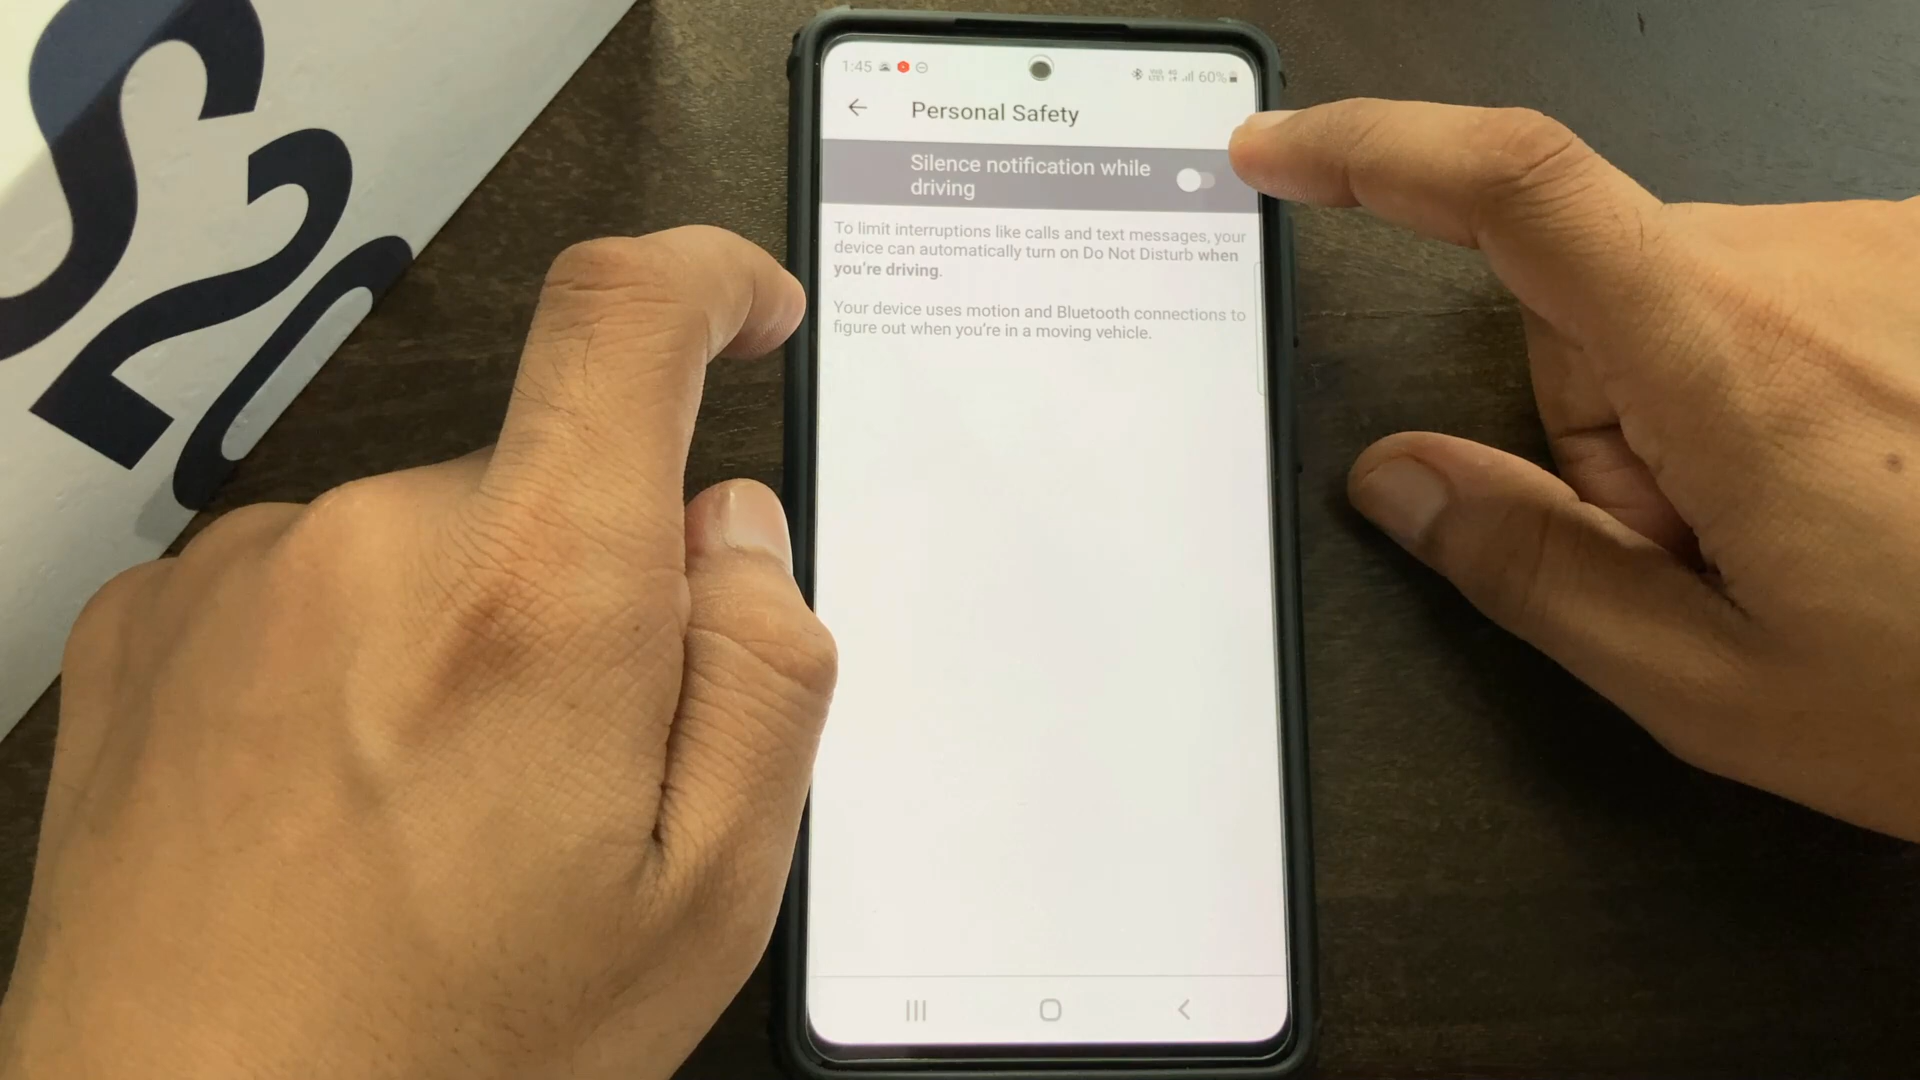 S20
1:45
60%
Personal Safety
Silence notification while
driving
To limit interruptions like calls and text messages, your
device can automatically turn on Do Not Disturb when
you're driving.
Your device uses motion and Bluetooth connections to
figure out when you're in a moving vehicle.